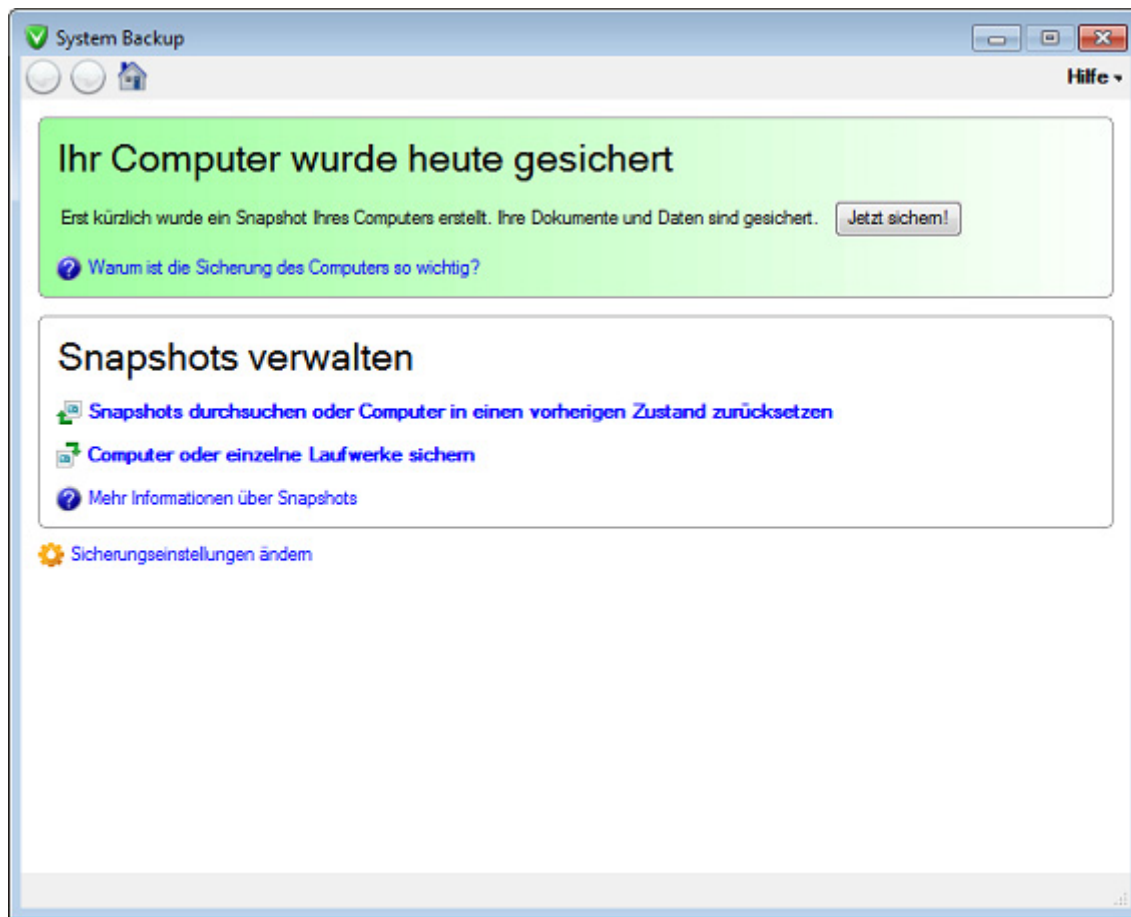 System Backup
Hilfe
Ihr Computer wurde heute gesichert
Erst kürzlich wurde ein Snapshot Ihres Computers erstellt. Ihre Dokumente und Daten sind gesichert. Jetzt sichern!
Warum ist die Sicherung des Computers so wichtig?
Snapshots verwalten
Snapshots durchsuchen oder Computer in einen vorherigen Zustand zurücksetzen
Computer oder einzelne Laufwerke sichern
Mehr Informationen über Snapshots
Sicherungseinstellungen ändern